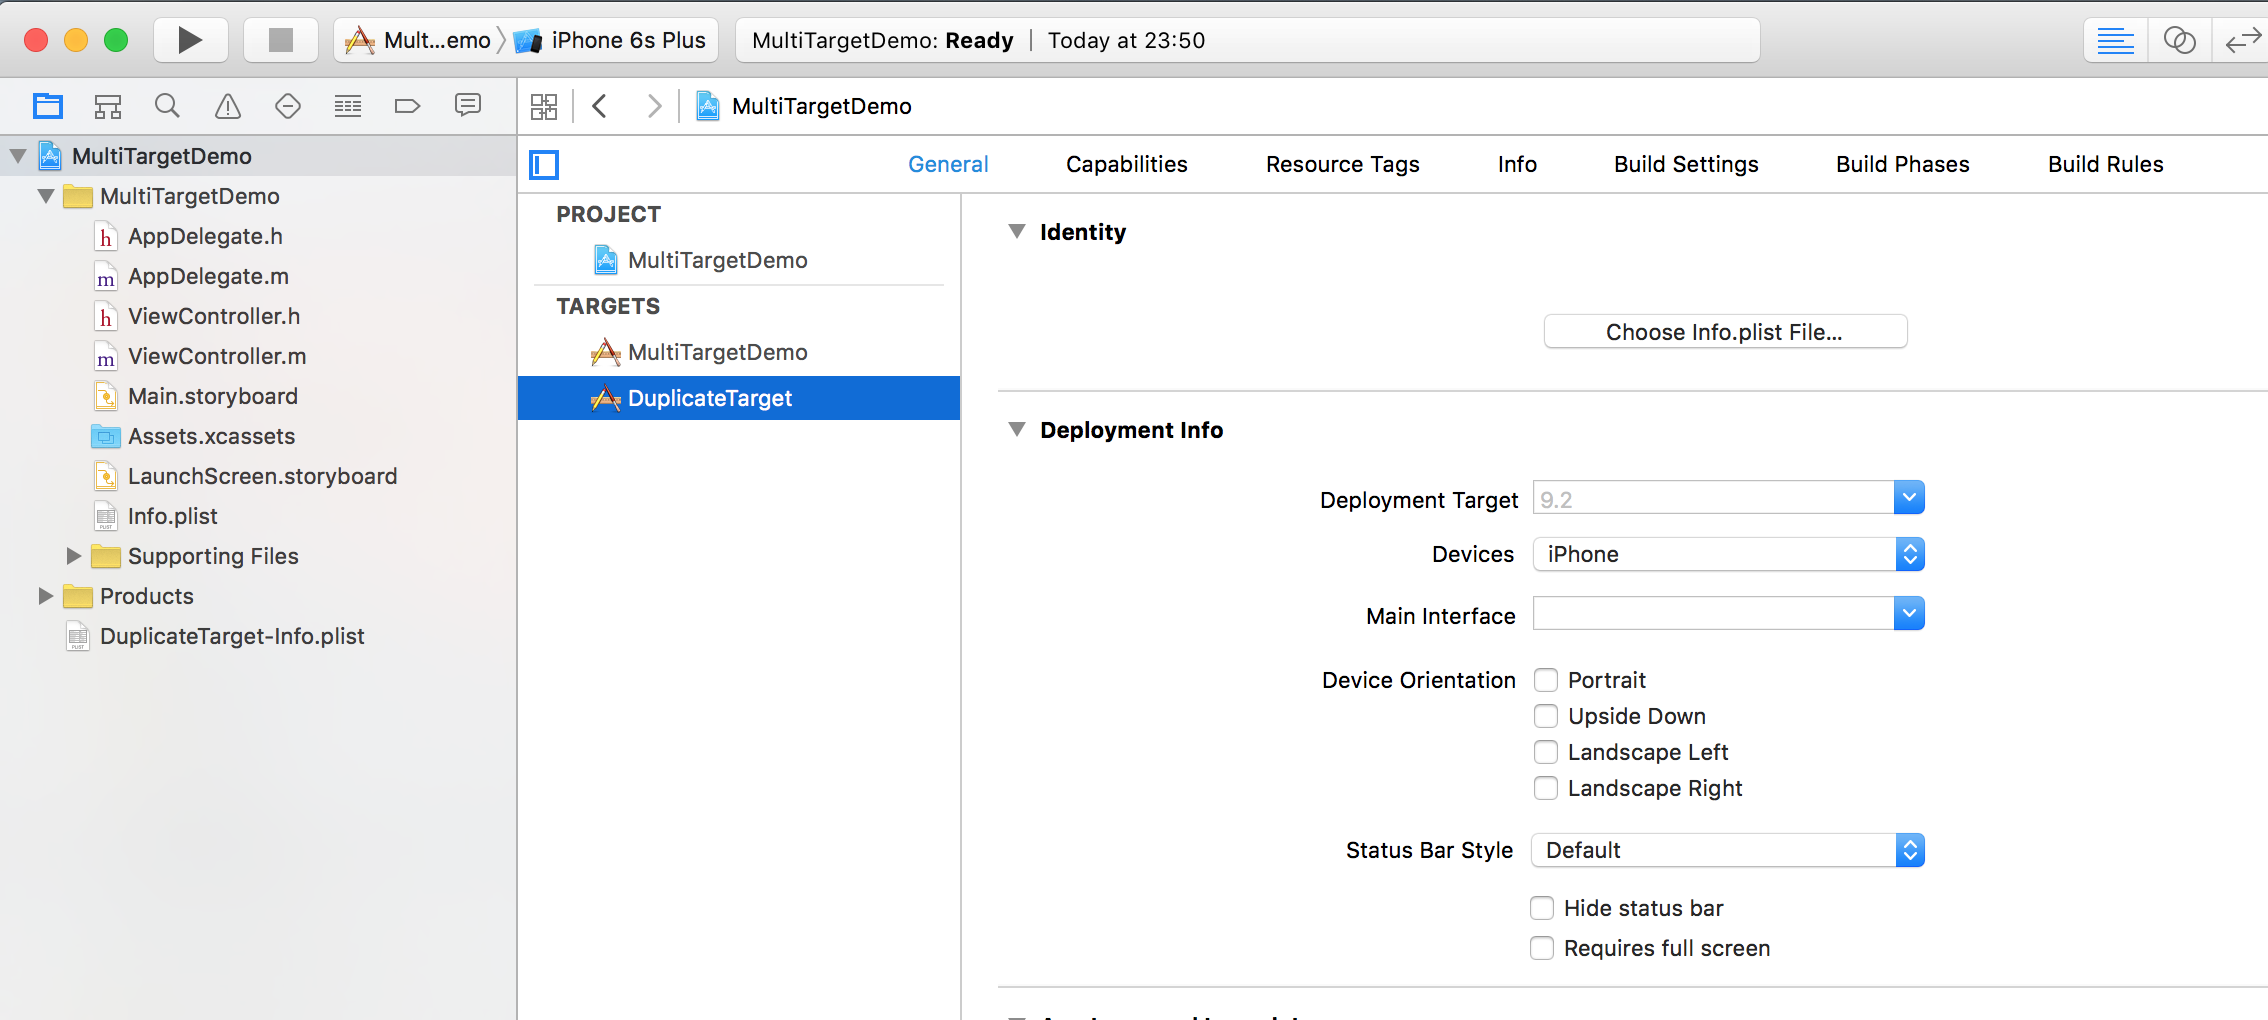 Mult...emo iPhone 6s Plus MultiTargetDemo: Ready | Today at 23:50
MultiTargetDemo
MultiTargetDemo
MultiTargetDemo
AppDelegate.h
AppDelegate.m
ViewController.h
ViewController.m
Main.storyboard
Assets.xcassets
LaunchScreen.storyboard
Info.plist
Supporting Files
Products
DuplicateTarget-Info.plist
General Capabilities Resource Tags Info Build Settings Build Phases Build Rules
PROJECT
MultiTargetDemo
TARGETS
MultiTargetDemo
DuplicateTarget
Identity
Choose Info.plist File...
Deployment Info
Deployment Target 9.2
Devices iPhone
Main Interface
Device Orientation Portrait
Upside Down
Landscape Left
Landscape Right
Status Bar Style Default
Hide status bar
Requires full screen